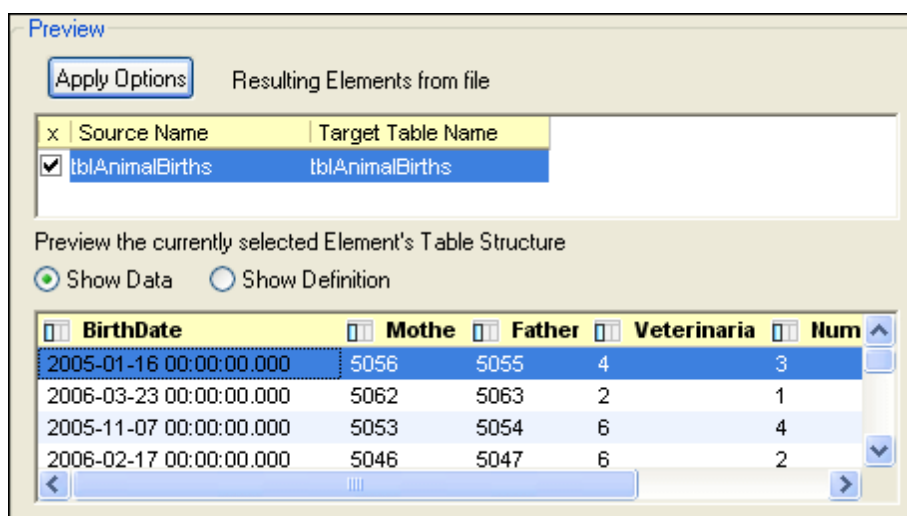 Preview
Apply Options Resulting Elements from file
x Source Name Target Table Name
tblAnimalBirths tblAnimalBirths
Preview the currently selected Element's Table Structure
Show Data Show Definition
BirthDate Mothe Father Veterinaria Num
2005-01-16 00:00:00.000 5056 5055 4 3
2006-03-23 00:00:00.000 5062 5063 2 1
2005-11-07 00:00:00.000 5053 5054 6 4
2006-02-17 00:00:00.000 5046 5047 6 2